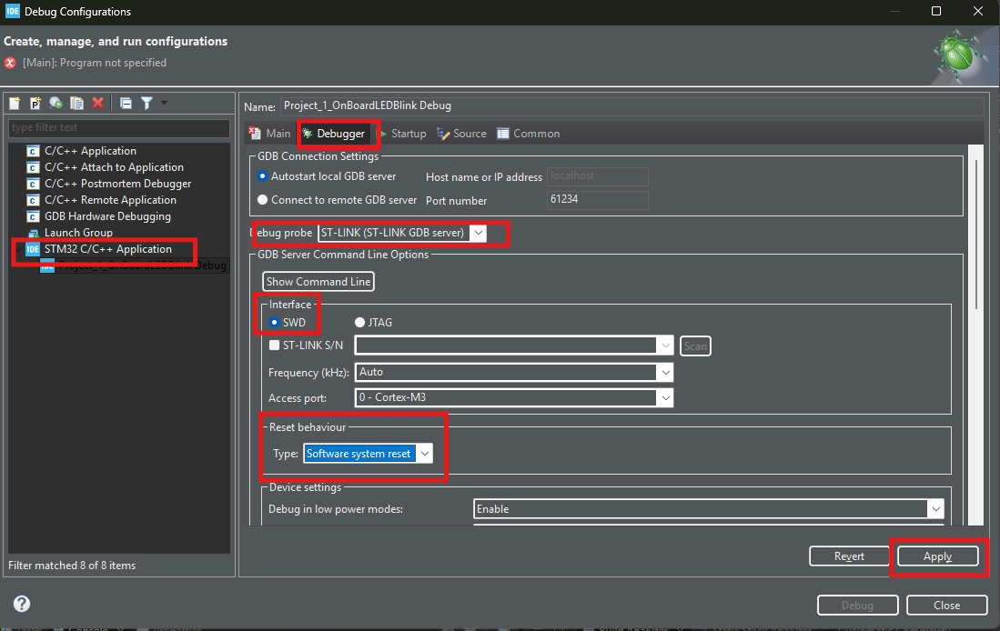 IDE Debug Configurations
Create, manage, and run configurations
[Main]: Program not specified
Name: Project_1_OnBoardLEDBlink Debug
type filter text
Main Debugger Startup Source Common
C/C++ Application
C/C++ Attach to Application
C/C++ Postmortem Debugger
C/C++ Remote Application
GDB Hardware Debugging
Launch Group
IDE STM32 C/C++ Application
Project_1_OnBoardLEDBlink Debug
GDB Connection Settings
Autostart local GDB server Host name or IP address localhost
Connect to remote GDB server Port number 61234
Debug probe ST-LINK (ST-LINK GDB server)
GDB Server Command Line Options
Show Command Line
Interface
SWD JTAG
ST-LINK S/N Scan
Frequency (kHz): Auto
Access port: 0 - Cortex-M3
Reset behaviour
Type: Software system reset
Device settings
Debug in low power modes: Enable
Filter matched 8 of 8 items
Revert Apply
? Debug Close